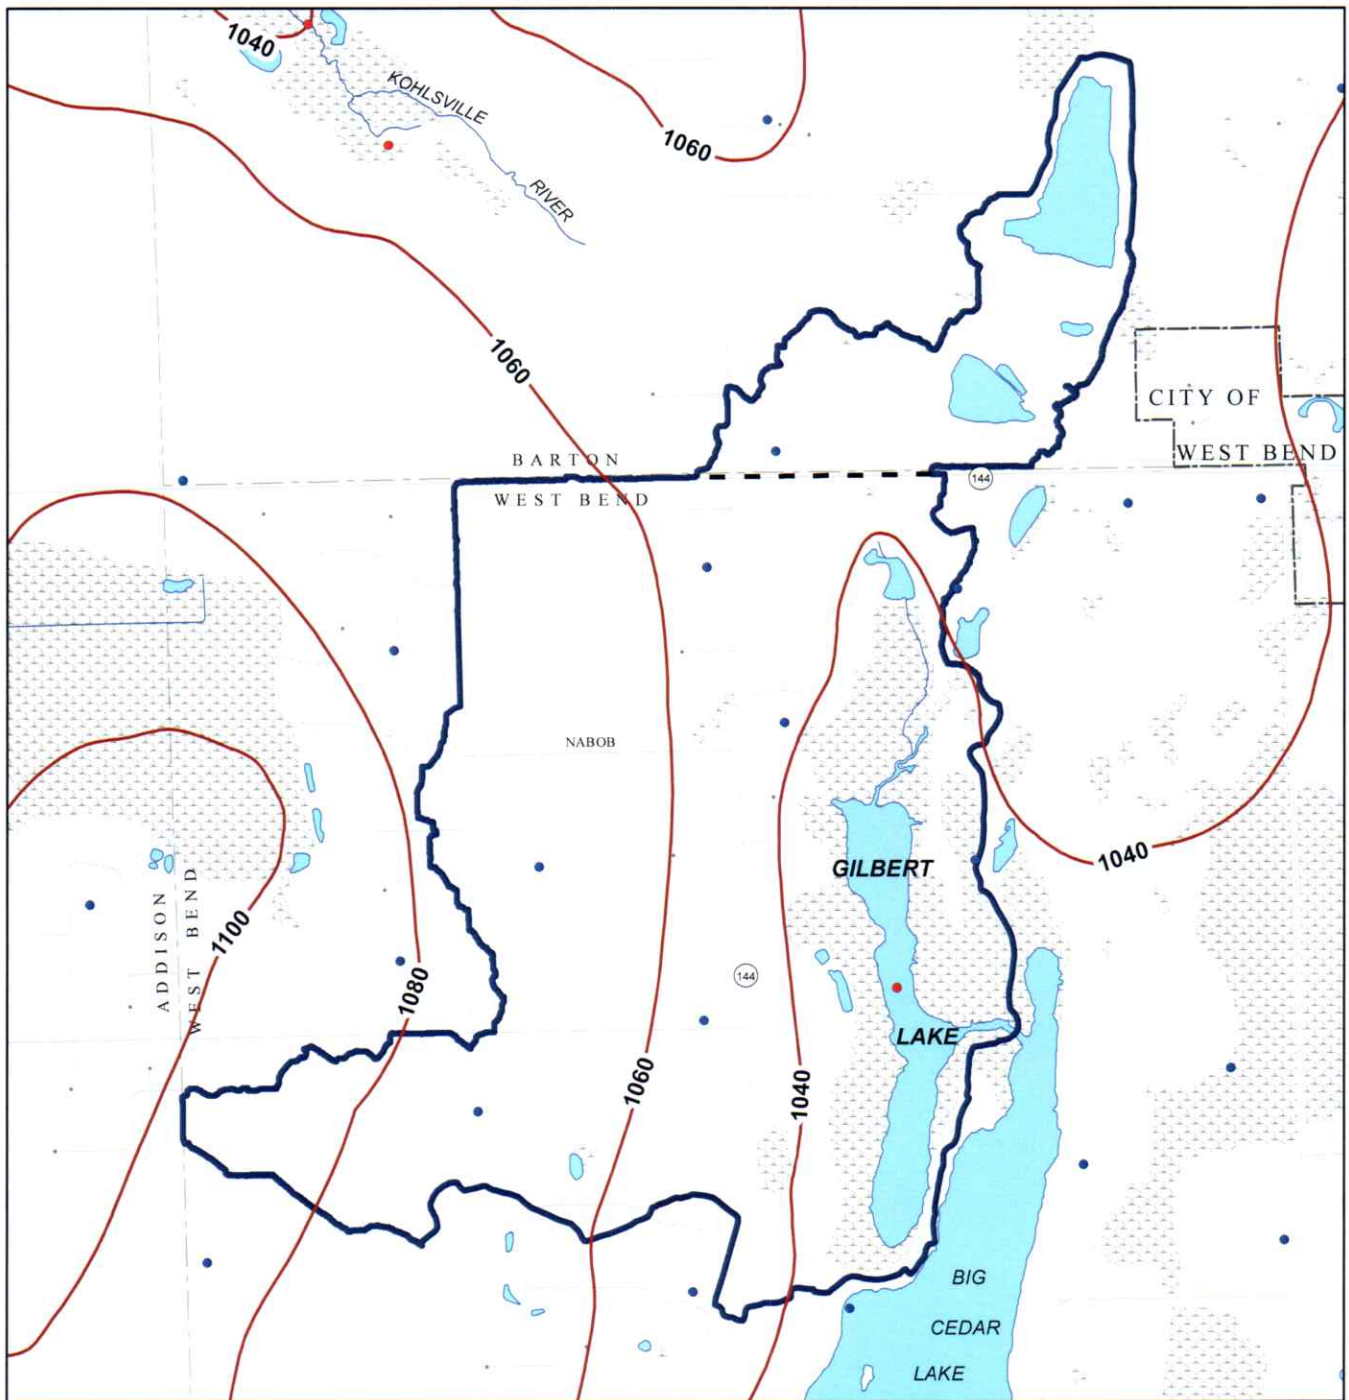 1040
KOHLSVILLE
RIVER
1060
1060
CITY OF
WEST BEND
BARTON
WEST BEND
144
NABOB
GILBERT
1040
ADDISON
WEST BEND
1100
1080
144
LAKE
1060
1040
BIG
CEDAR
LAKE